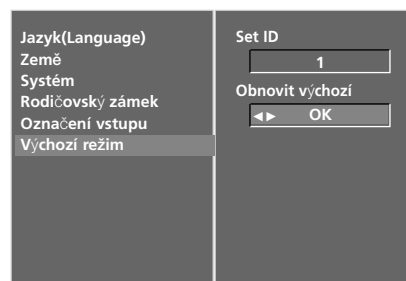 Jazyk(Language)
Země
Systém
Rodičovský zámek
Označení vstupu
Výchozí režim
Set ID
1
Obnovit výchozí
◄► OK